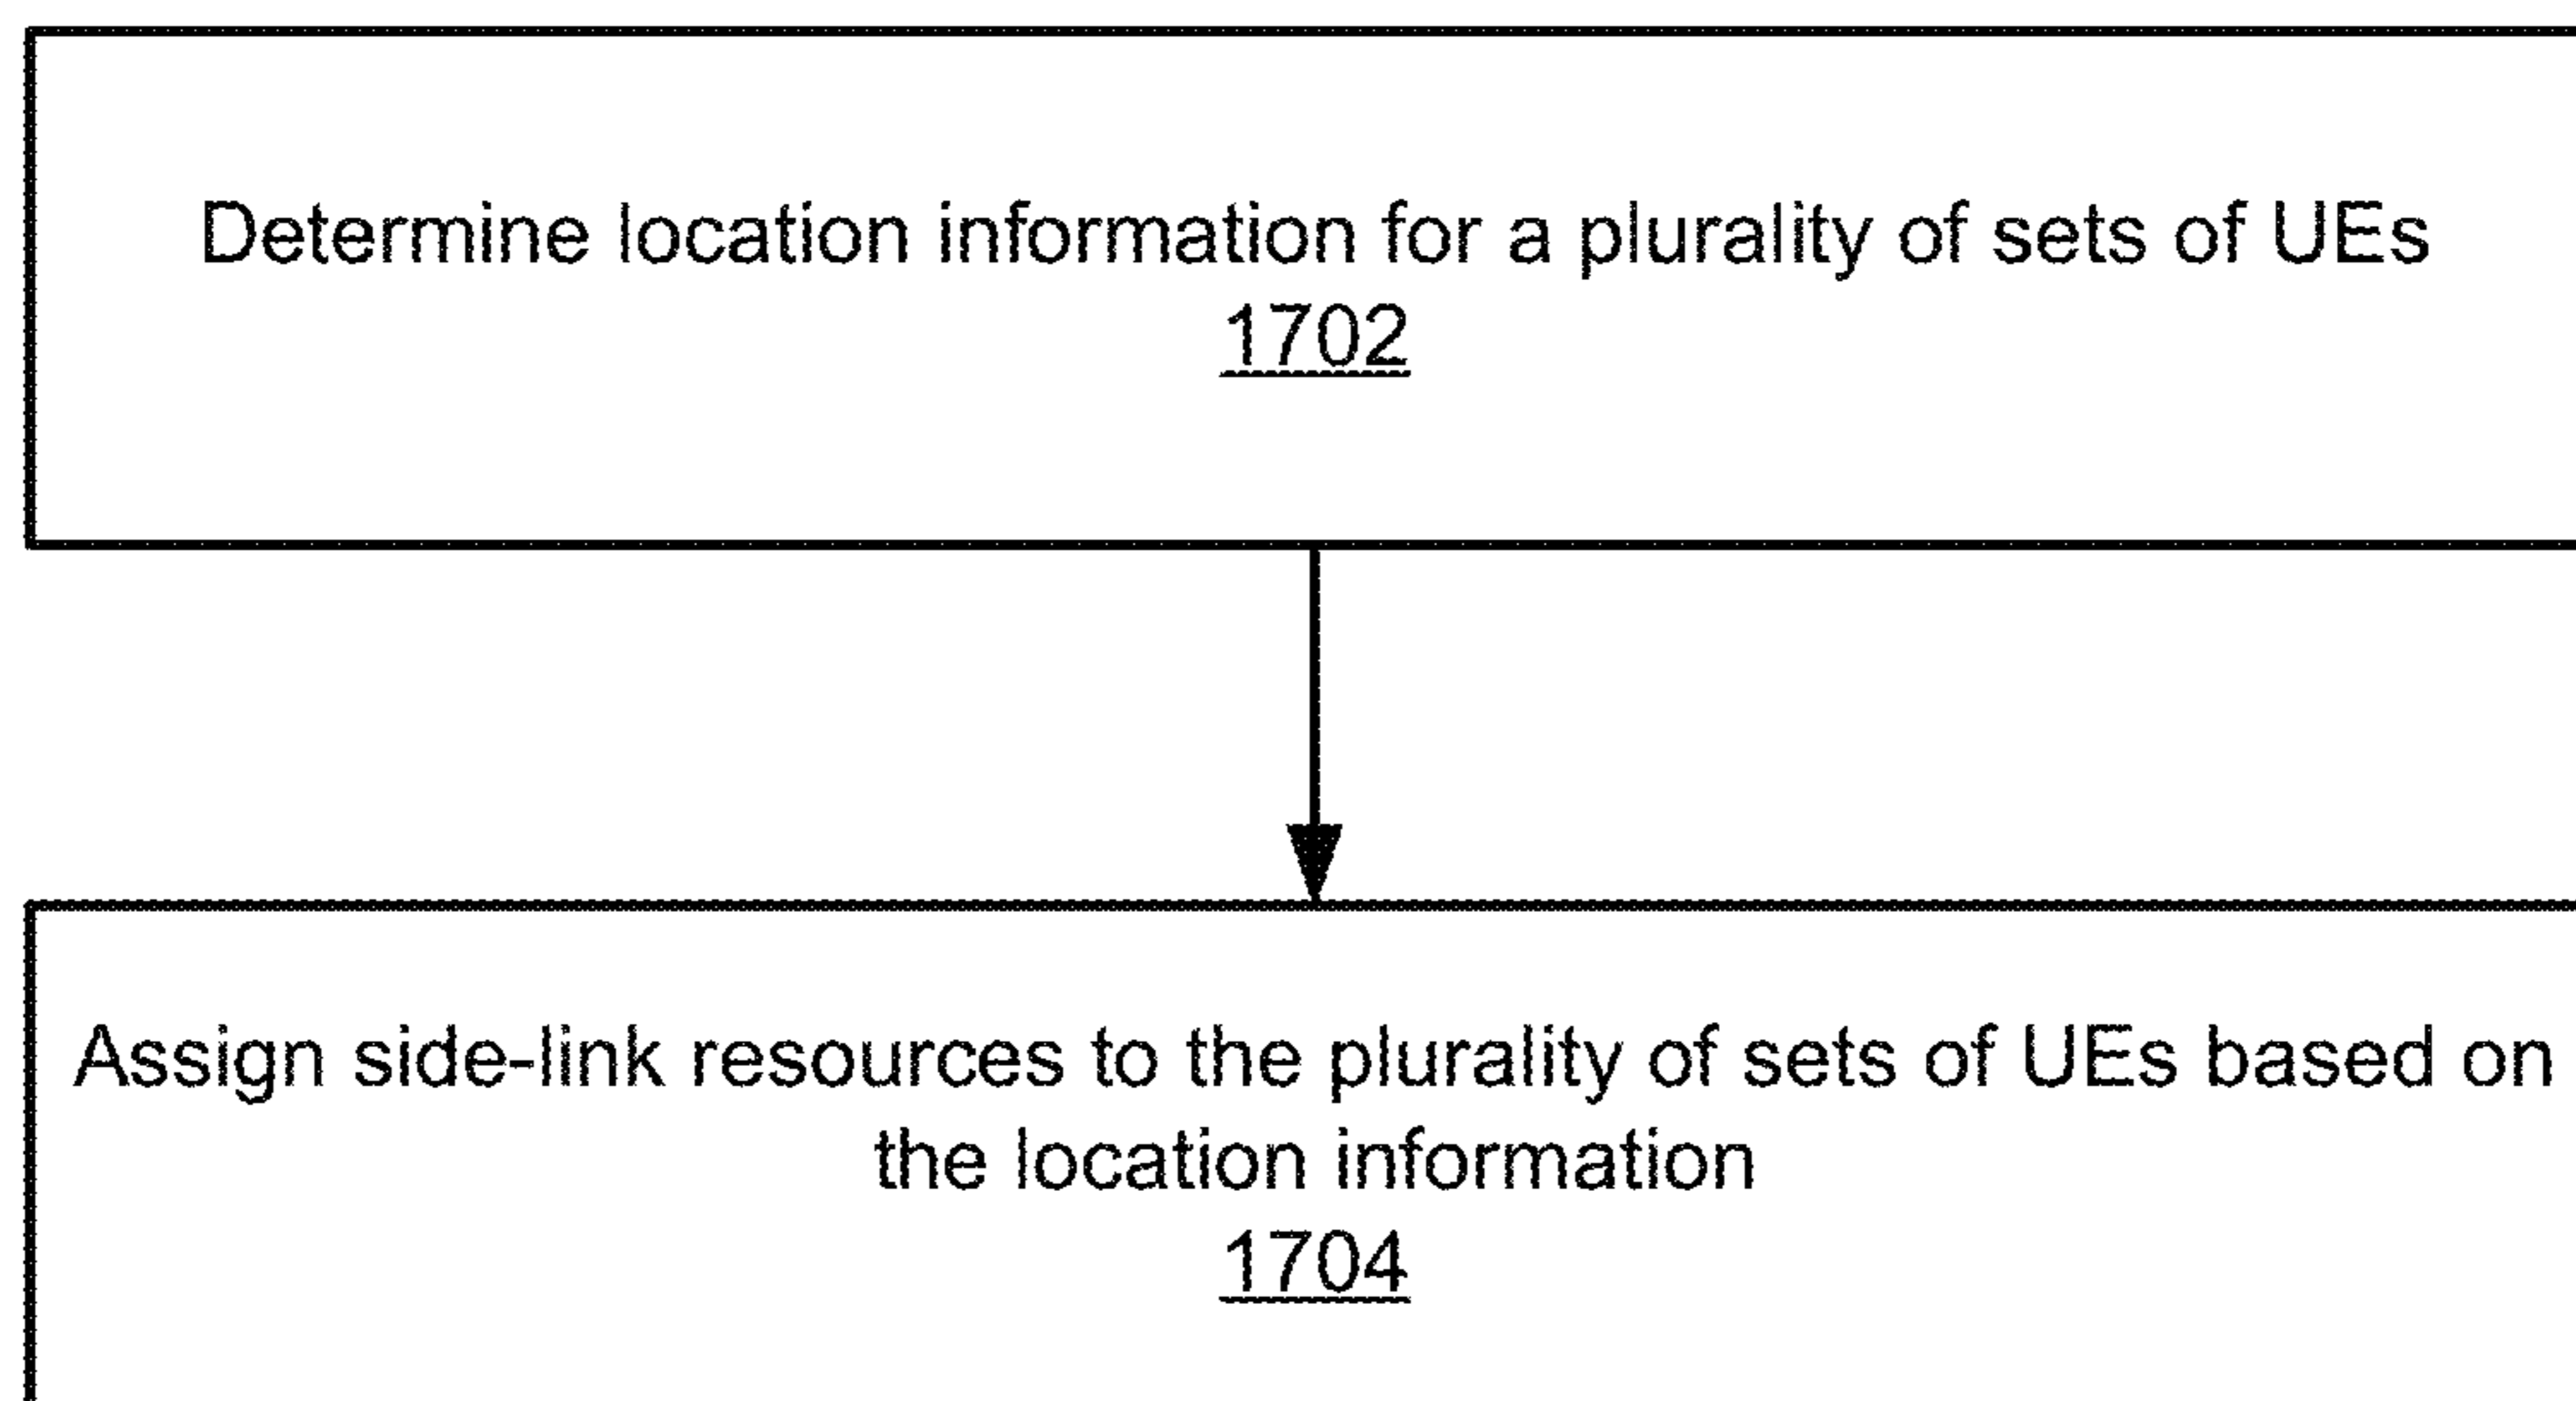 Determine location information for a plurality of sets of UEs
1702
Assign side-link resources to the plurality of sets of UEs based on
the location information
1704